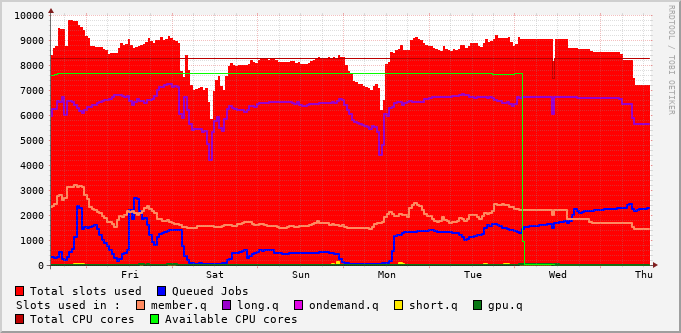 10000
9000
8000
7000
6000
5000
4000
3000
2000
1000
0
Fri Sat Sun Mon Tue Wed Thu
RRDTOOL / TOBI OETIKER
Total slots used Queued Jobs
Slots used in : member.q long.q ondemand.q short.q gpu.q
Total CPU cores Available CPU cores